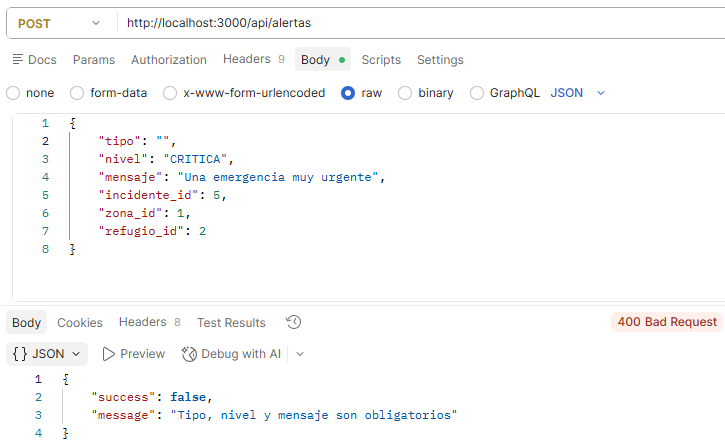 POST http://localhost:3000/api/alertas
Docs Params Authorization Headers 9 Body Scripts Settings
none form-data x-www-form-urlencoded raw binary GraphQL JSON
1 {
2 "tipo": "",
3 "nivel": "CRITICA",
4 "mensaje": "Una emergencia muy urgente",
5 "incidente_id": 5,
6 "zona_id": 1,
7 "refugio_id": 2
8 }
Body Cookies Headers 8 Test Results 400 Bad Request
{} JSON Preview Debug with AI
1 {
2 "success": false,
3 "message": "Tipo, nivel y mensaje son obligatorios"
4 }